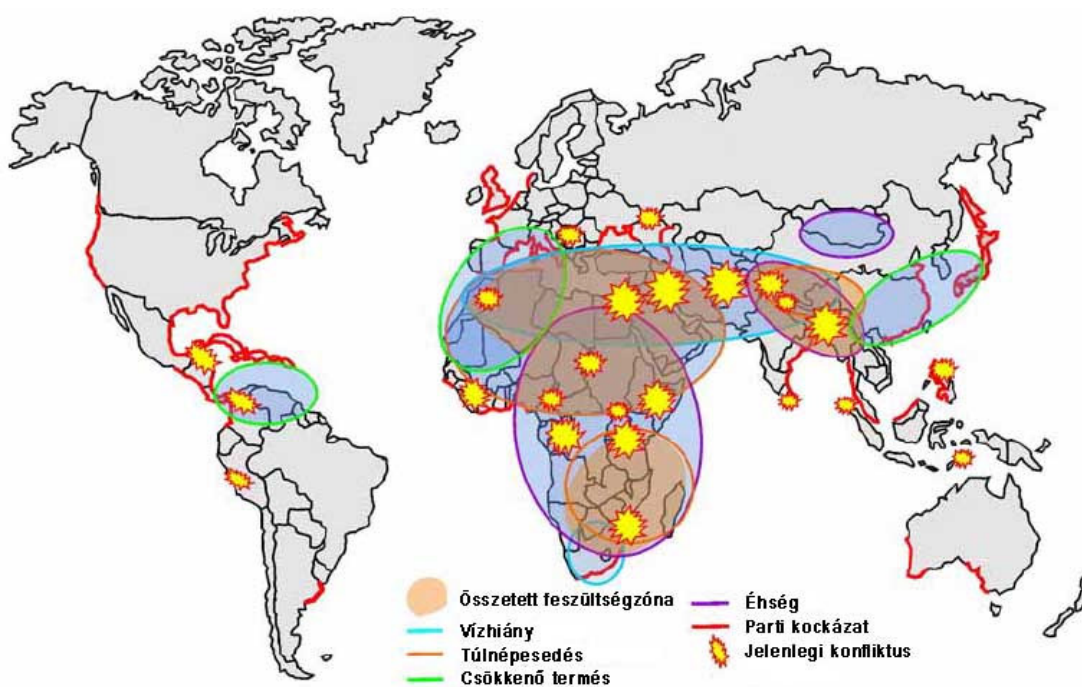 Összetett feszültségzóna
Vízhiány
Túlnépesedés
Csökkenő termés
Éhség
Parti kockázat
Jelenlegi konfliktus